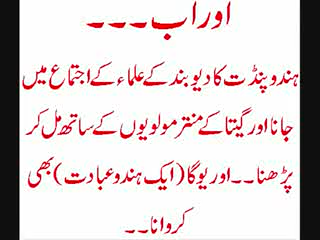 اور اب۔۔۔
ہندو پنڈت کا دیوبند کے علماء کے اجتماع میں
جانا اور گیتا کے منتر مولویوں کے ساتھ مل کر
پڑھنا۔۔اور یوگا (ایک ہندو عبادت) بھی
کروانا۔۔